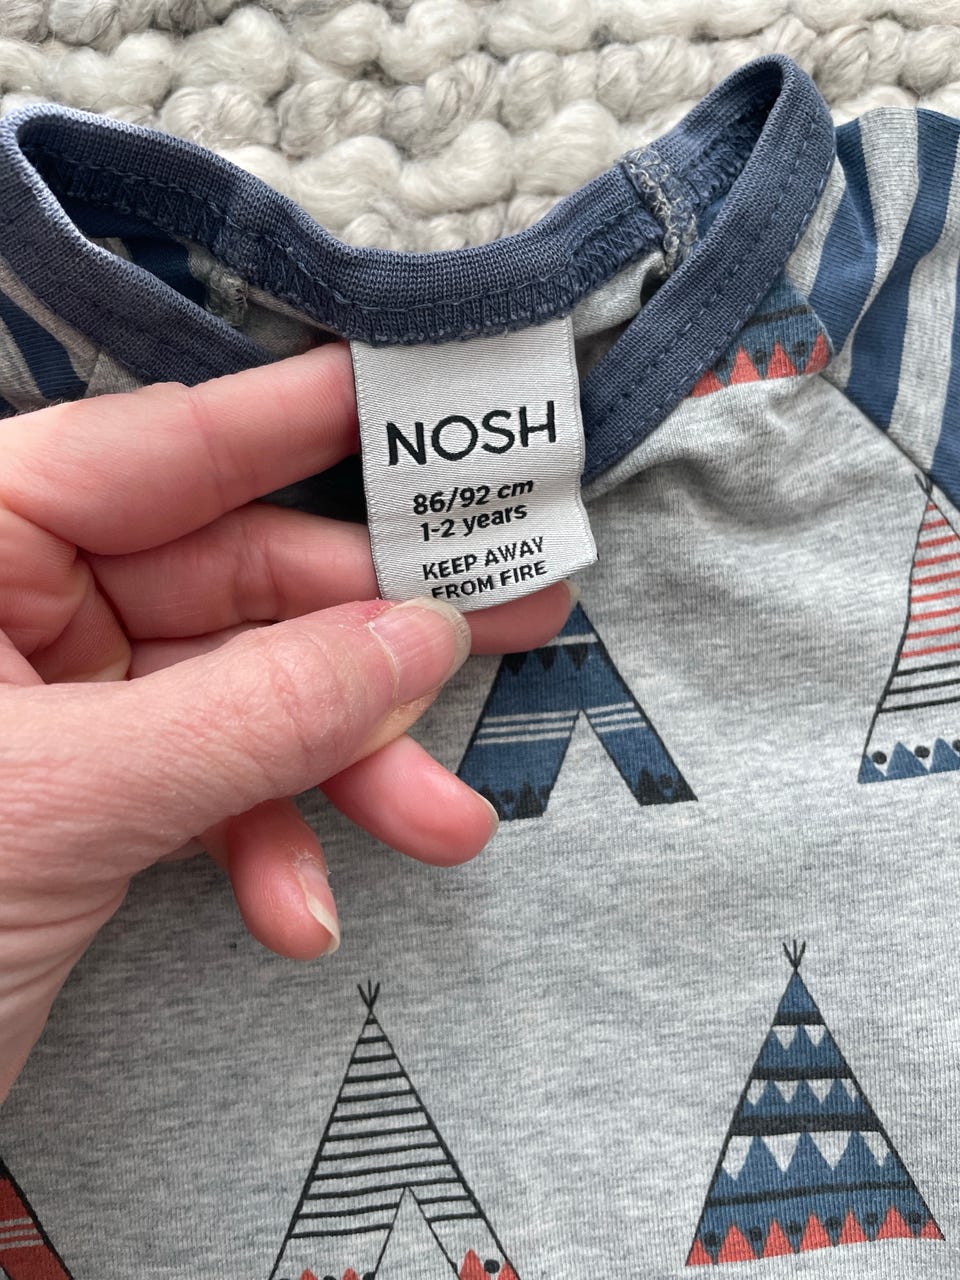 NOSH
86/92 cm
1-2 years
KEEP AWAY
FROM FIRE